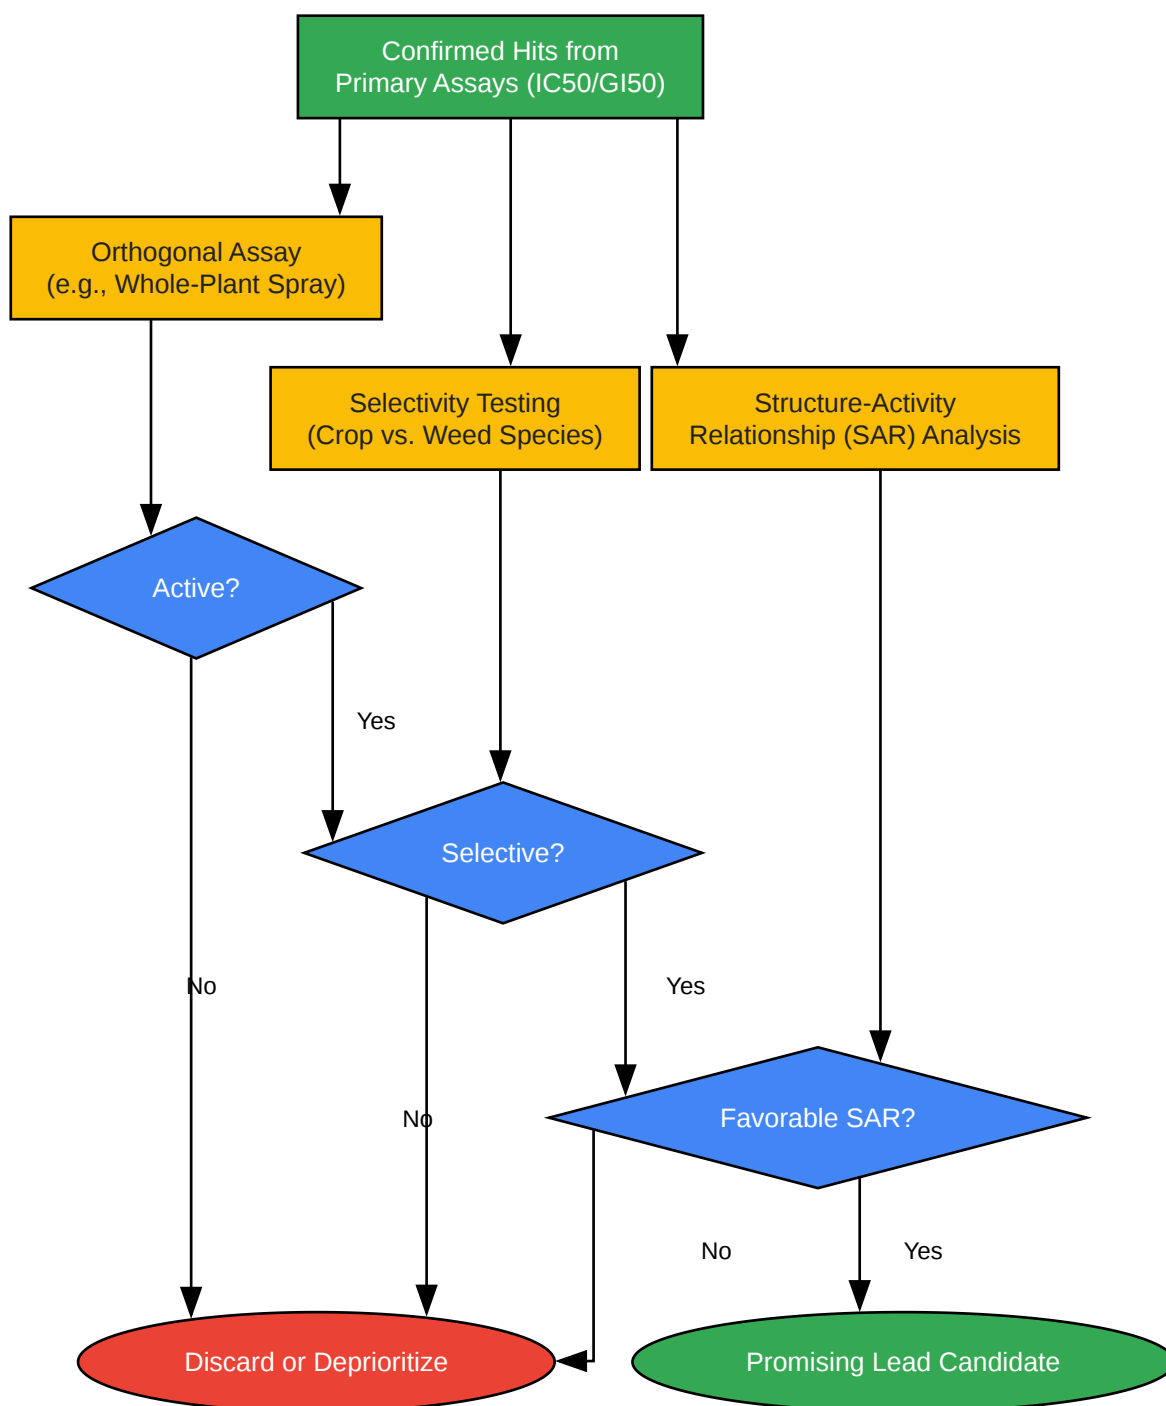 Confirmed Hits from
Primary Assays (IC50/GI50)
Orthogonal Assay
(e.g., Whole-Plant Spray)
Selectivity Testing
(Crop vs. Weed Species)
Structure-Activity
Relationship (SAR) Analysis
Active?
Yes
Selective?
No
Yes
No
Favorable SAR?
No
Yes
Discard or Deprioritize
Promising Lead Candidate